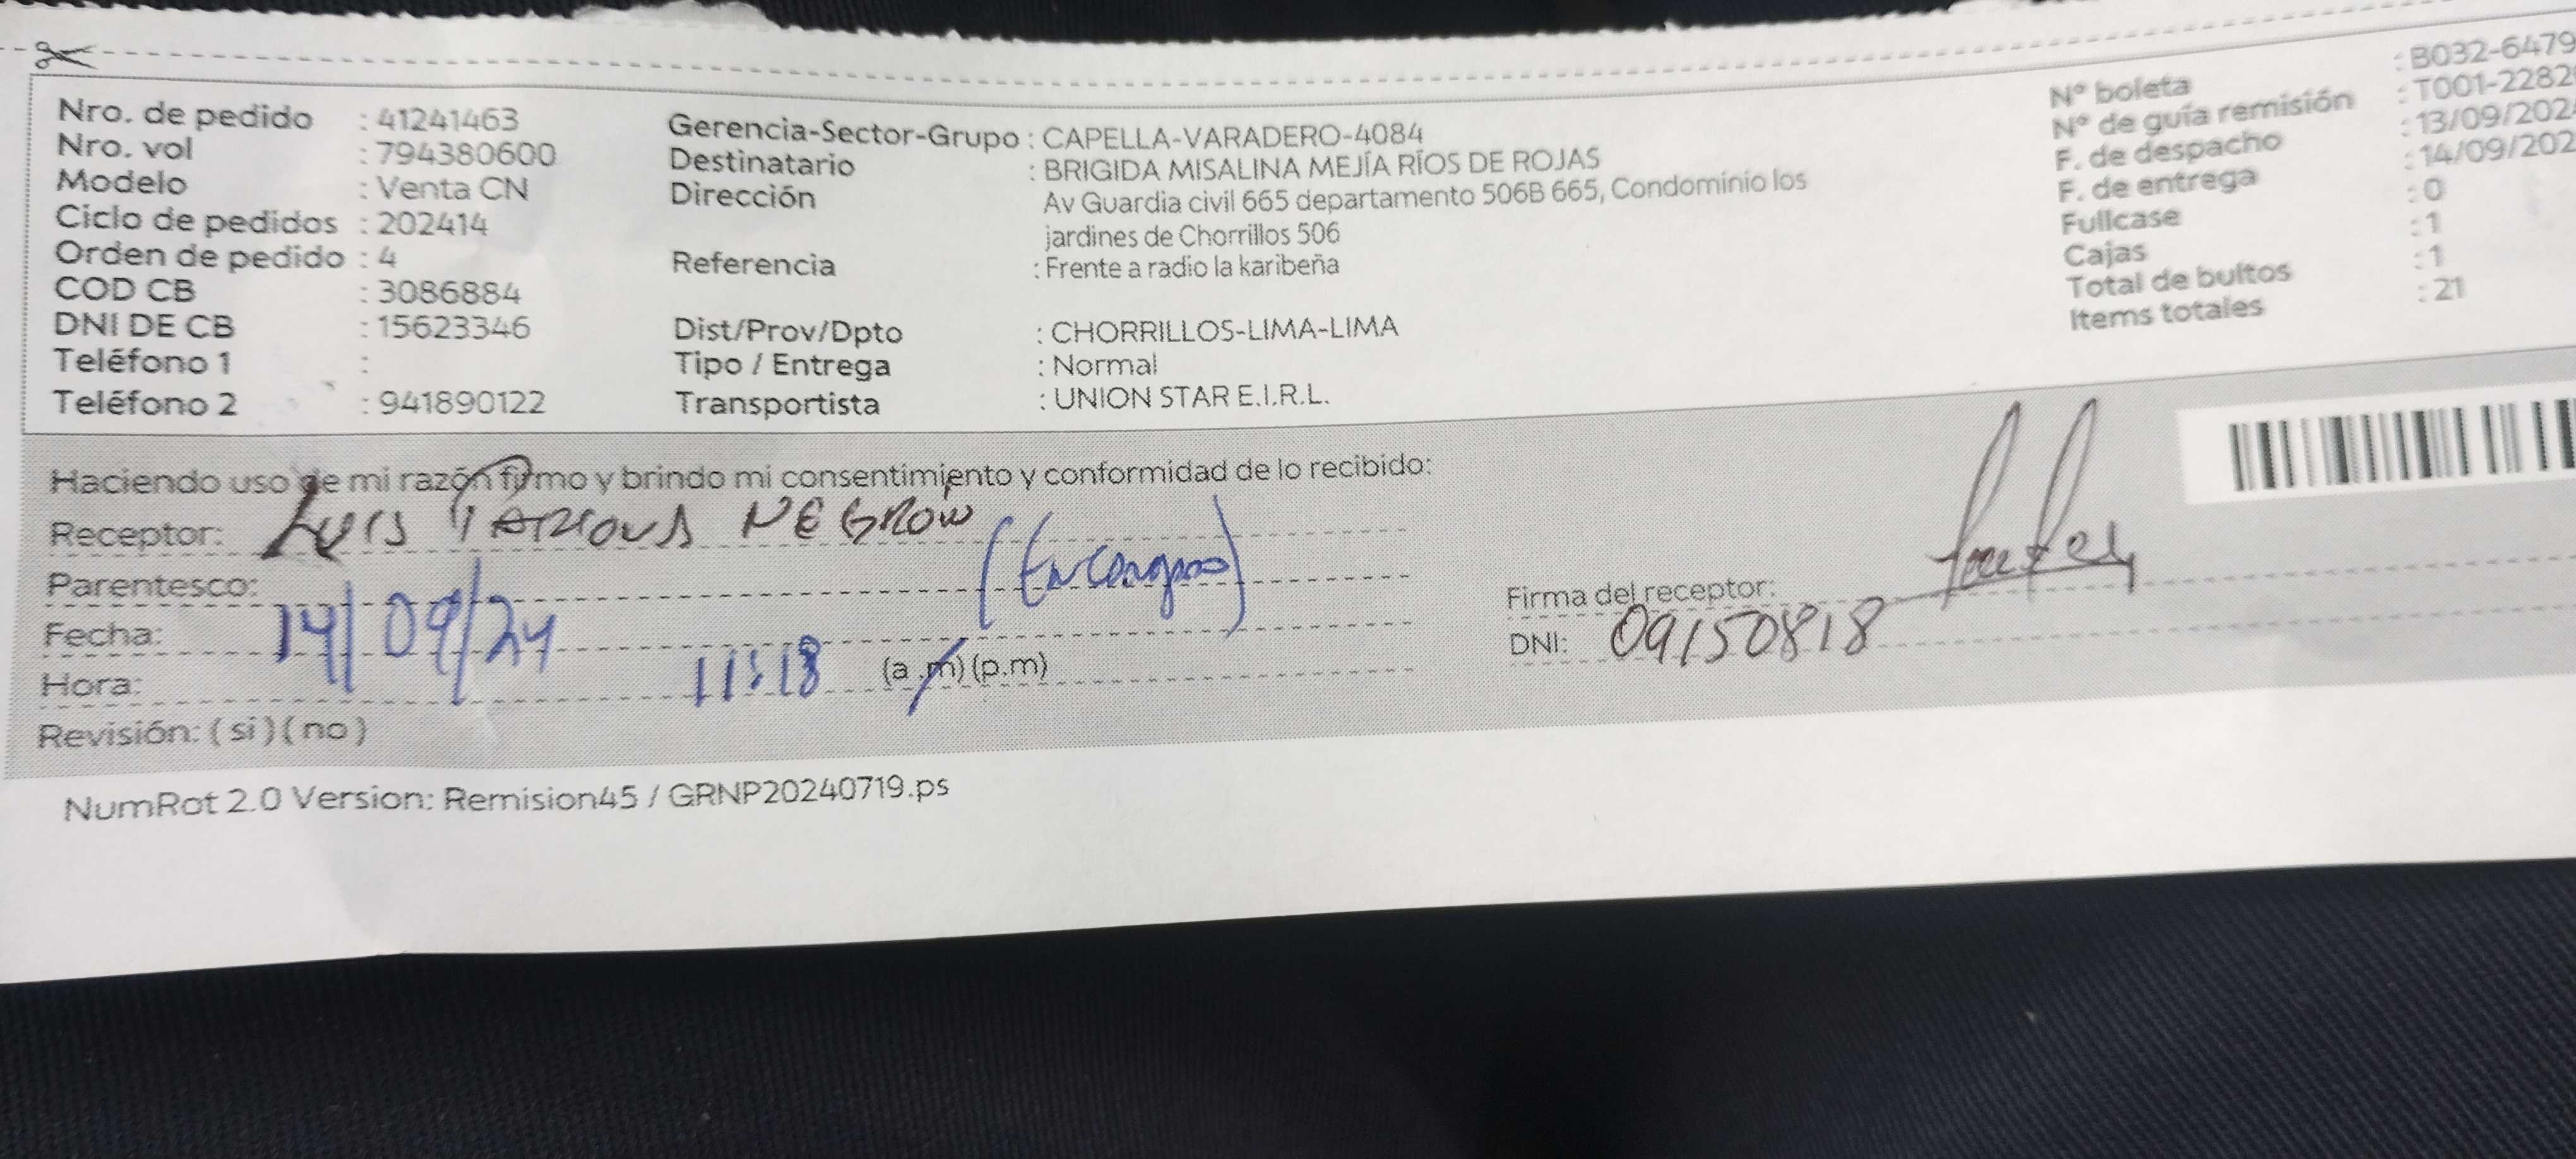 Nro. de pedido : 41241463
Nro. vol : 794380600
Modelo : Venta CN
Ciclo de pedidos : 202414
Orden de pedido : 4
COD CB : 3086884
DNI DE CB : 15623346
Teléfono 1 :
Teléfono 2 : 941890122
Gerencia-Sector-Grupo : CAPELLA-VARADERO-4084
Destinatario : BRIGIDA MISALINA MEJÍA RÍOS DE ROJAS
Dirección Av Guardia civil 665 departamento 506B 665, Condominio los
jardines de Chorrillos 506
Referencia : Frente a radio la karibeña
Dist/Prov/Dpto : CHORRILLOS-LIMA-LIMA
Tipo / Entrega : Normal
Transportista : UNION STAR E.I.R.L.
N° boleta : B032-6479
N° de guía remisión : T001-2282
F. de despacho : 13/09/202
F. de entrega : 14/09/202
Fullcase : 0
Cajas : 1
Total de bultos : 1
Items totales : 21
Haciendo uso de mi razón firmo y brindo mi consentimiento y conformidad de lo recibido:
Receptor: LUIS
Parentesco: (Encargado)
Fecha: 14/09/24
Hora: 11:18 (a.m) (p.m)
Revisión: ( si ) ( no )
Firma del receptor:
DNI: 09150818
NumRot 2.0 Version: Remision45 / GRNP20240719.ps